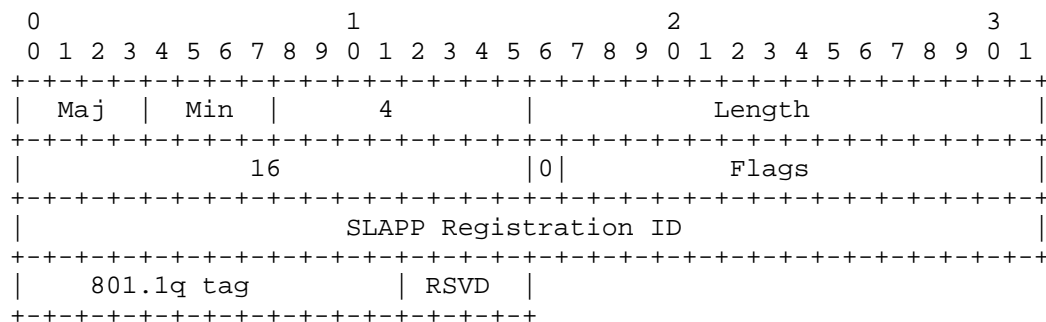 0                   1                   2                   3
 0 1 2 3 4 5 6 7 8 9 0 1 2 3 4 5 6 7 8 9 0 1 2 3 4 5 6 7 8 9 0 1
+-+-+-+-+-+-+-+-+-+-+-+-+-+-+-+-+-+-+-+-+-+-+-+-+-+-+-+-+-+-+-+-+
|  Maj  |  Min  |       4       |            Length             |
+-+-+-+-+-+-+-+-+-+-+-+-+-+-+-+-+-+-+-+-+-+-+-+-+-+-+-+-+-+-+-+-+
|              16               |0|          Flags              |
+-+-+-+-+-+-+-+-+-+-+-+-+-+-+-+-+-+-+-+-+-+-+-+-+-+-+-+-+-+-+-+-+
|                    SLAPP Registration ID                      |
+-+-+-+-+-+-+-+-+-+-+-+-+-+-+-+-+-+-+-+-+-+-+-+-+-+-+-+-+-+-+-+-+
|    801.1q tag         | RSVD  |
+-+-+-+-+-+-+-+-+-+-+-+-+-+-+-+-+